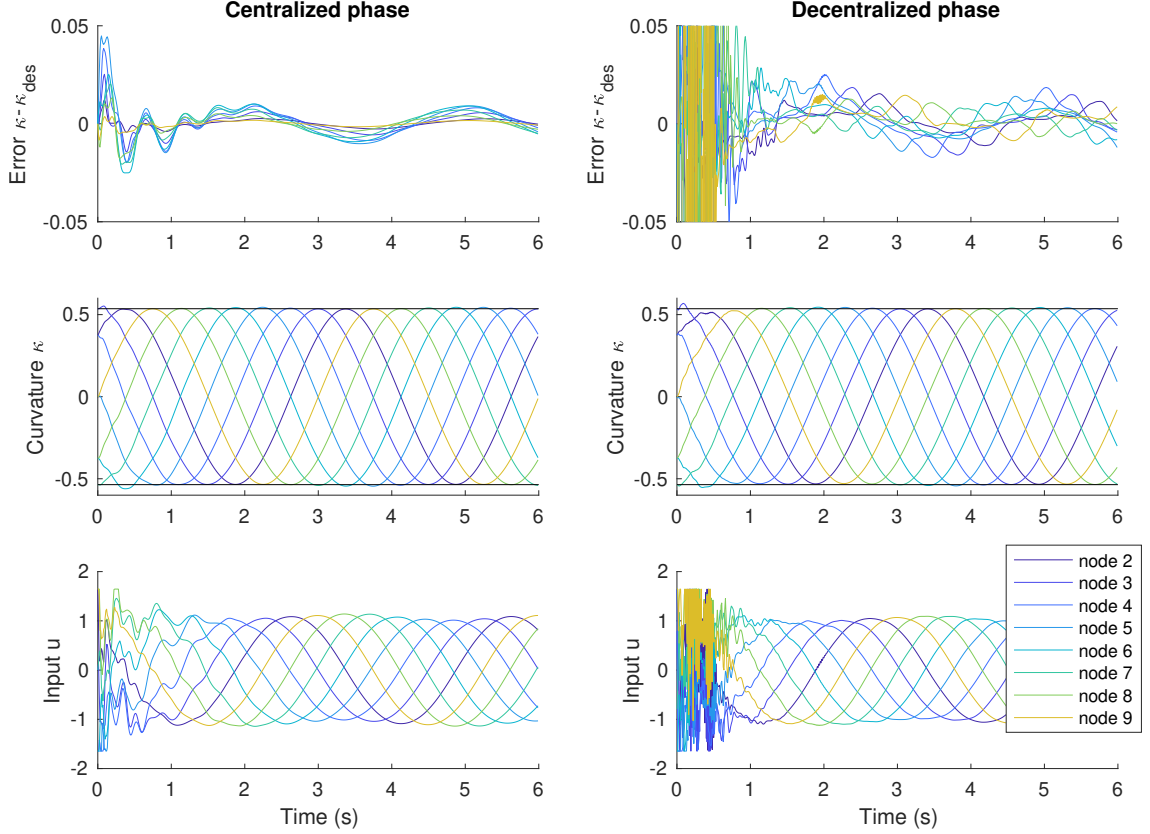 Centralized phase
Decentralized phase
0.05
0
-0.05
Error κ- κdes
0 1 2 3 4 5 6
0.05
0
-0.05
Error κ- κdes
0 1 2 3 4 5 6
0.5
0
-0.5
Curvature κ
0 1 2 3 4 5 6
0.5
0
-0.5
Curvature κ
0 1 2 3 4 5 6
2
1
0
-1
-2
Input u
0 1 2 3 4 5 6
Time (s)
2
1
0
-1
-2
Input u
0 1 2 3 4 5 6
Time (s)
node 2
node 3
node 4
node 5
node 6
node 7
node 8
node 9